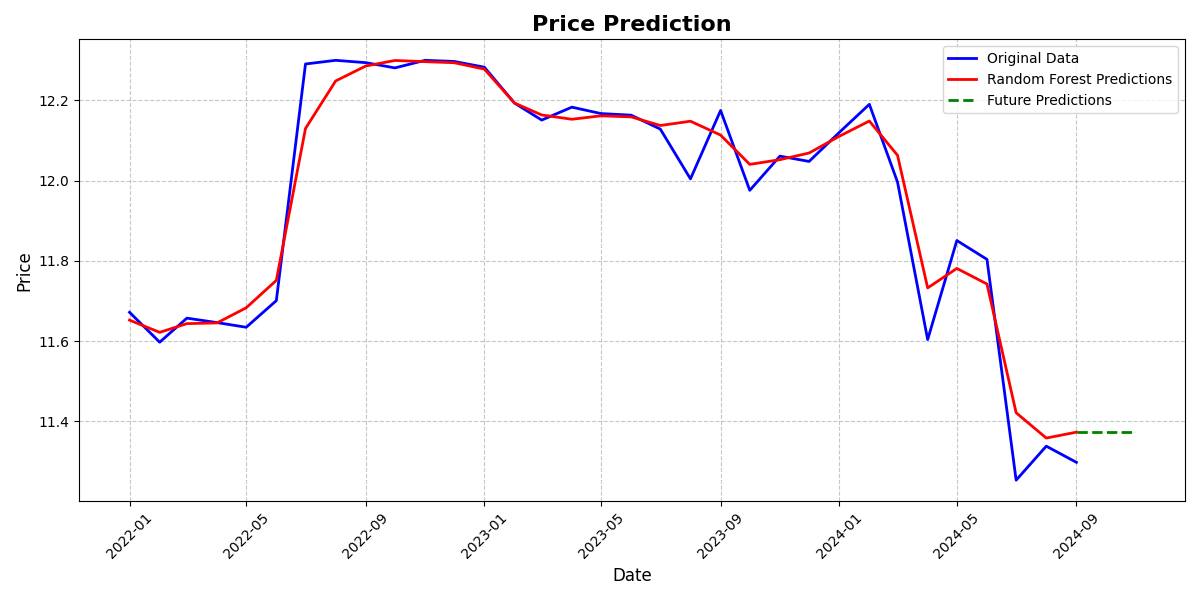 Price Prediction
Original Data
Random Forest Predictions
Future Predictions
Price
12.2
12.0
11.8
11.6
11.4
2022-01
2022-05
2022-09
2023-01
2023-05
2023-09
2024-01
2024-05
2024-09
Date